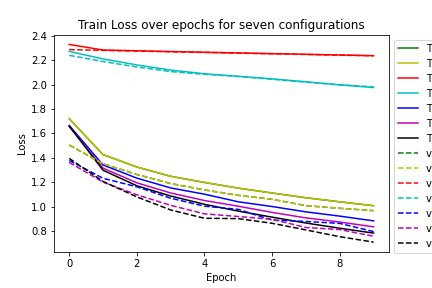 Train Loss over epochs for seven configurations
2.4
2.2
2.0
1.8
1.6
1.4
1.2
1.0
0.8
Loss
0
2
4
6
8
Epoch
T
T
T
T
T
T
T
v
v
v
v
v
v
v